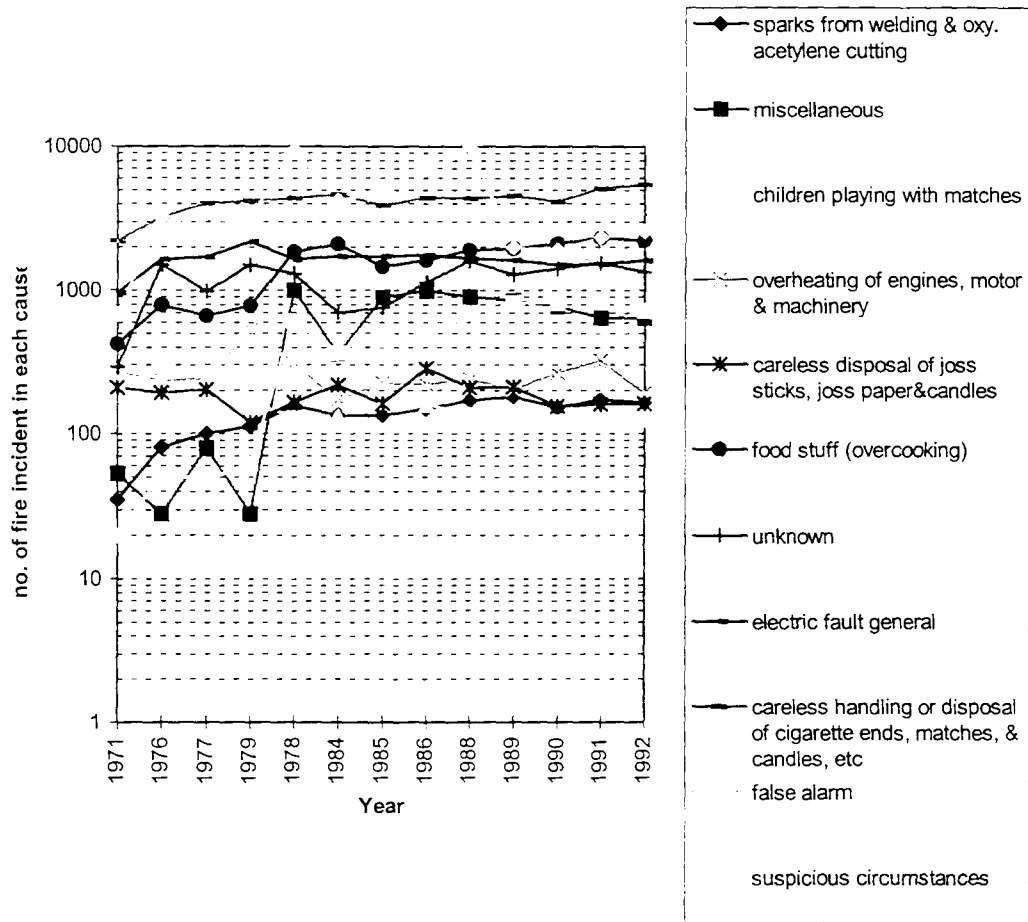 sparks from welding & oxy.
acetylene cutting
miscellaneous
children playing with matches
overheating of engines, motor
& machinery
careless disposal of joss
sticks, joss paper&candles
food stuff (overcooking)
unknown
electric fault general
careless handling or disposal
of cigarette ends, matches, &
candles, etc
false alarm
suspicious circumstances
no. of fire incident in each cause
10000
1000
100
10
1
1971
1976
1977
1979
1978
1984
1985
1986
1988
1989
1990
1991
1992
Year